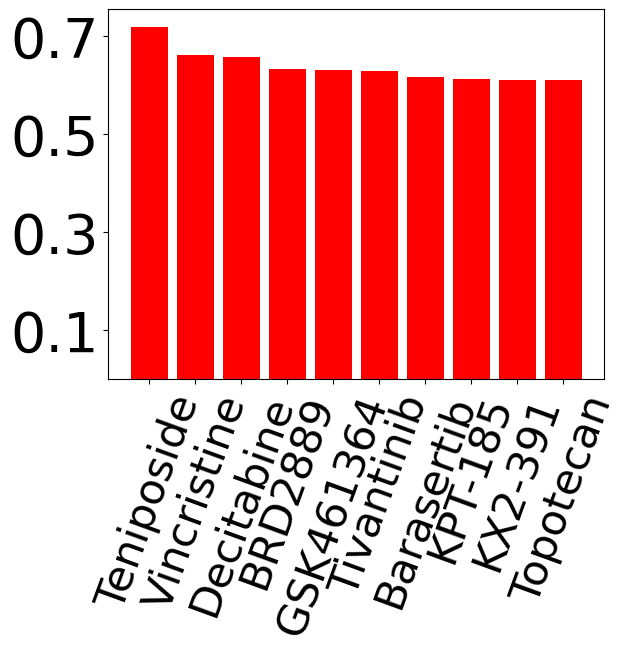 0.7
0.5
0.3
0.1
Teniposide
Vincristine
Decitabine
BRD2889
GSK461364
Tivantinib
Barasertib
KPT-185
KX2-391
Topotecan